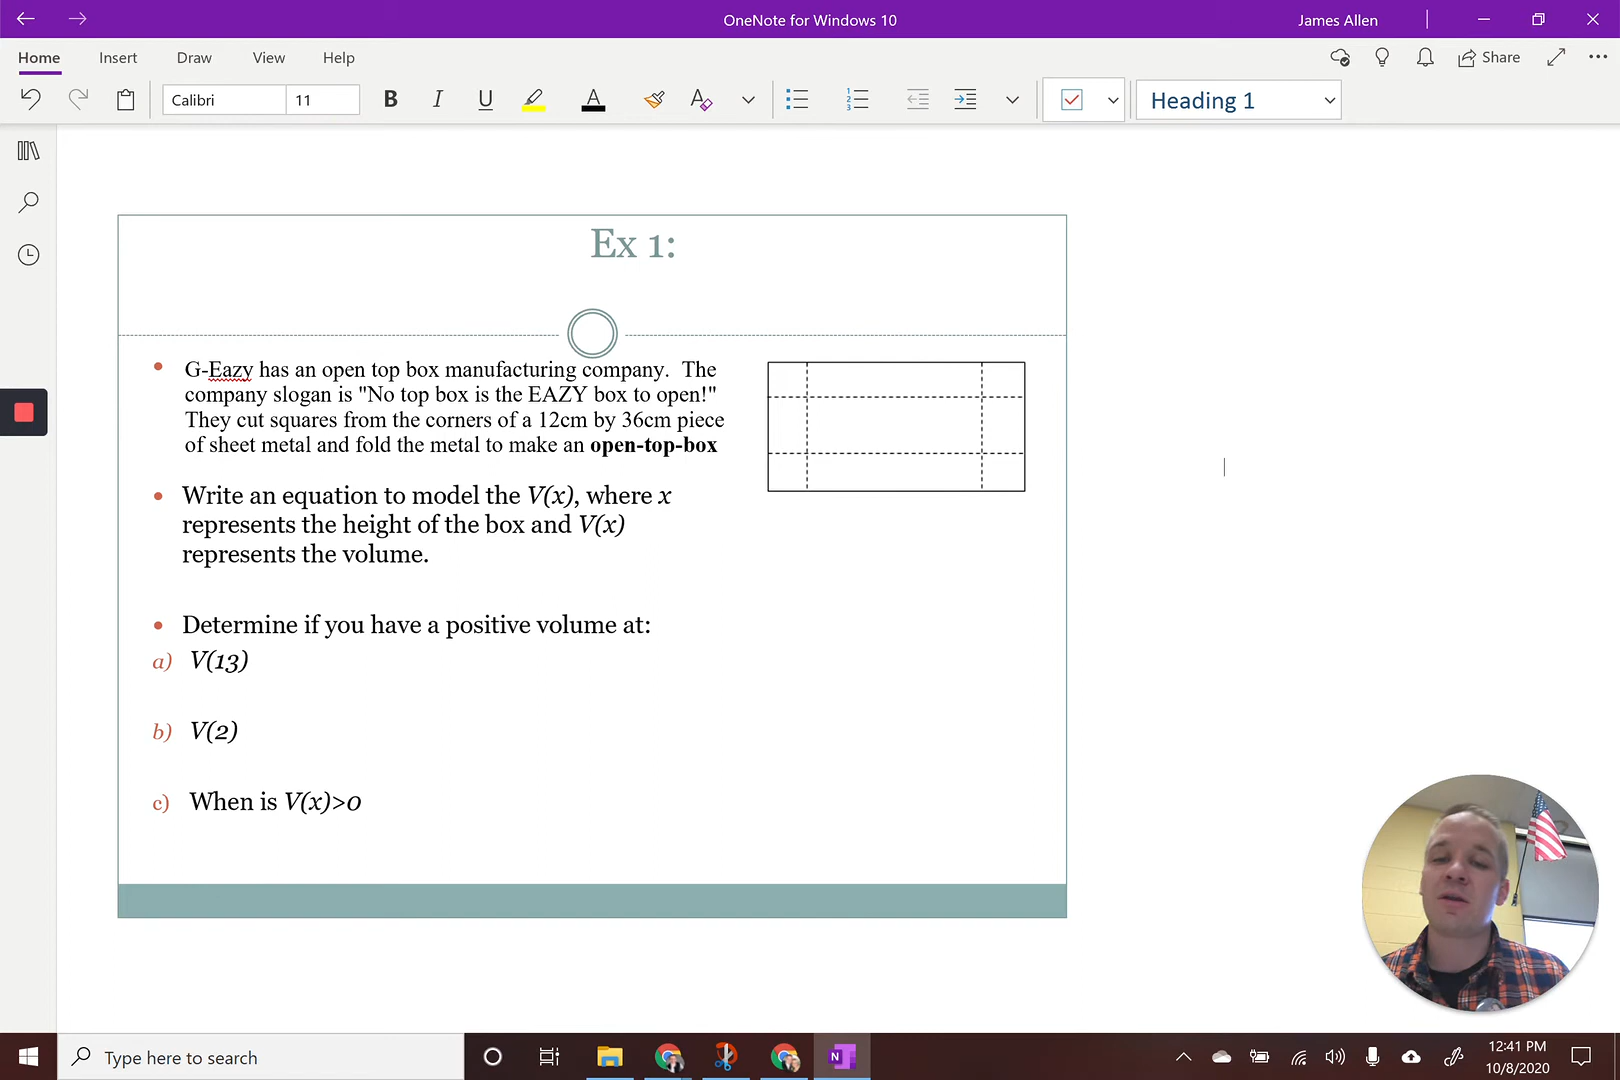 OneNote for Windows 10
James Allen
Home Insert Draw View Help
Share
Calibri 11 B I U A A Heading 1
Ex 1:
G-Eazy has an open top box manufacturing company. The
company slogan is "No top box is the EAZY box to open!"
They cut squares from the corners of a 12cm by 36cm piece
of sheet metal and fold the metal to make an open-top-box
Write an equation to model the V(x), where x
represents the height of the box and V(x)
represents the volume.
Determine if you have a positive volume at:
a) V(13)
b) V(2)
c) When is V(x)>0
Type here to search
N
12:41 PM
10/8/2020